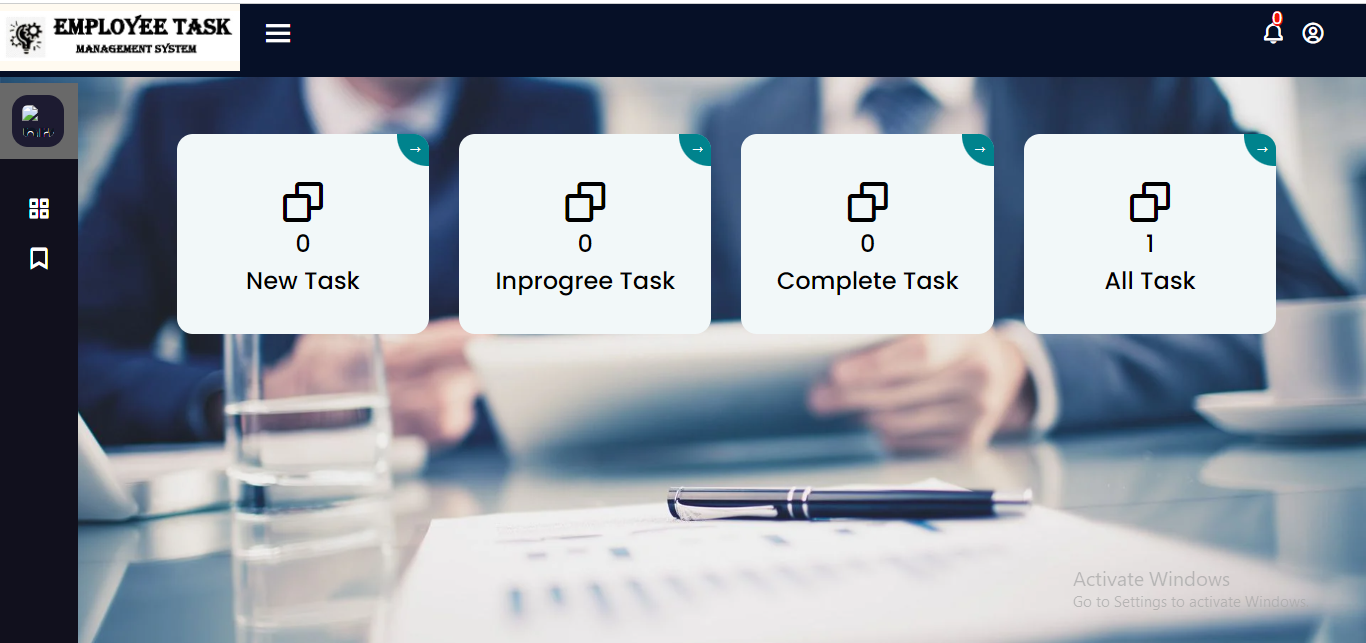 EMPLOYEE TASK
MANAGEMENT SYSTEM
0
→
→
→
→
0
0
0
1
New Task
Inprogree Task
Complete Task
All Task
Activate Windows
Go to Settings to activate Windows.